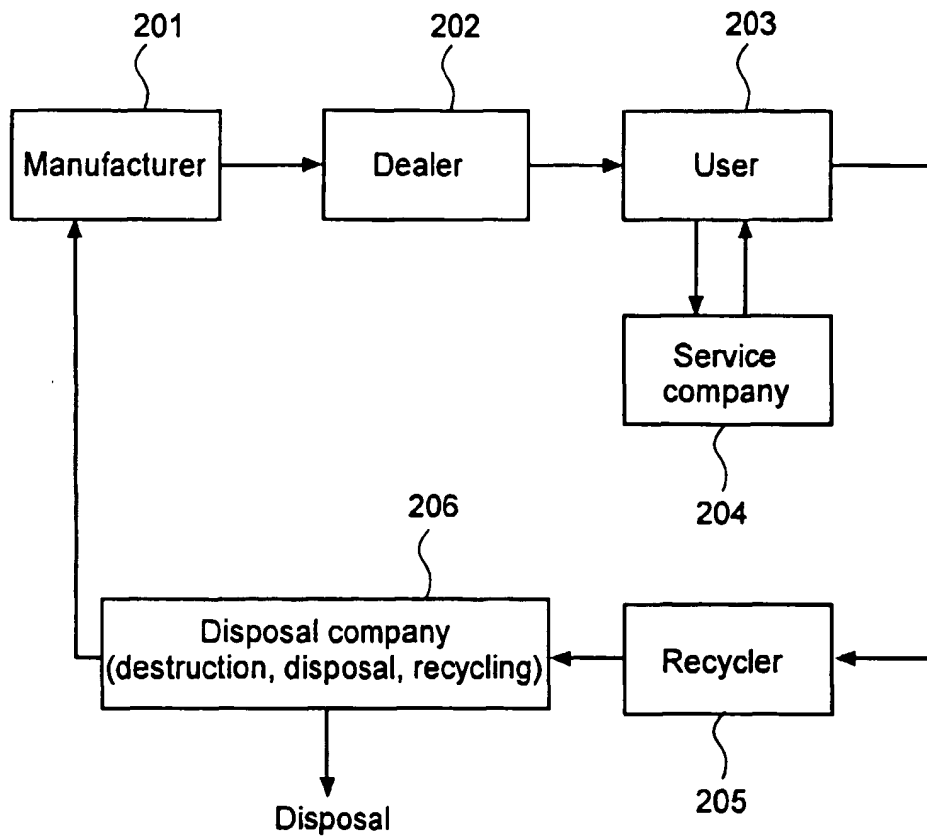 201
202
203
Manufacturer
Dealer
User
Service
company
204
206
Disposal company
(destruction, disposal, recycling)
Recycler
205
Disposal